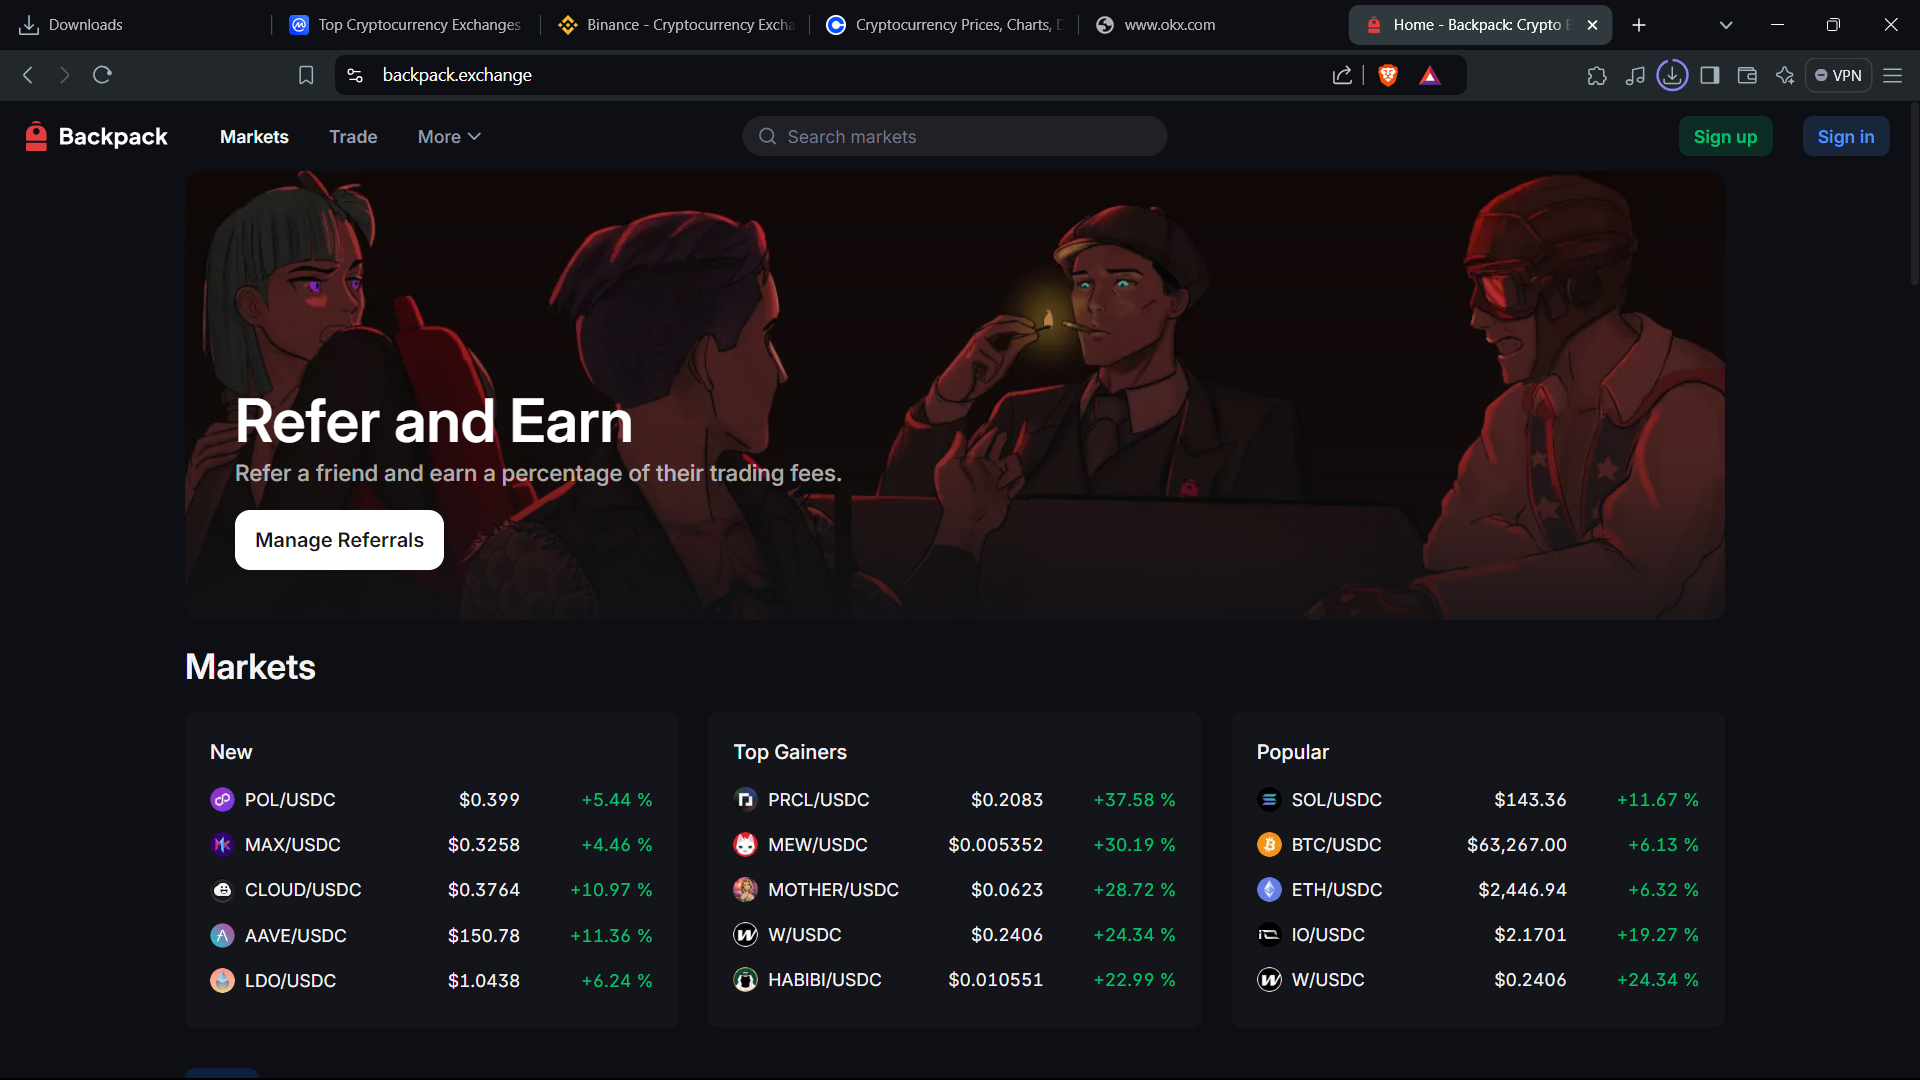 Downloads
Top Cryptocurrency Exchanges
Binance - Cryptocurrency Excha
Cryptocurrency Prices, Charts, D
www.okx.com
Home - Backpack: Crypto E
backpack.exchange
VPN
Backpack
Markets
Trade
More
Search markets
Sign up
Sign in
Refer and Earn
Refer a friend and earn a percentage of their trading fees.
Manage Referrals
Markets
New
POL/USDC $0.399 +5.44 %
MAX/USDC $0.3258 +4.46 %
CLOUD/USDC $0.3764 +10.97 %
AAVE/USDC $150.78 +11.36 %
LDO/USDC $1.0438 +6.24 %
Top Gainers
PRCL/USDC $0.2083 +37.58 %
MEW/USDC $0.005352 +30.19 %
MOTHER/USDC $0.0623 +28.72 %
W/USDC $0.2406 +24.34 %
HABIBI/USDC $0.010551 +22.99 %
Popular
SOL/USDC $143.36 +11.67 %
BTC/USDC $63,267.00 +6.13 %
ETH/USDC $2,446.94 +6.32 %
IO/USDC $2.1701 +19.27 %
W/USDC $0.2406 +24.34 %